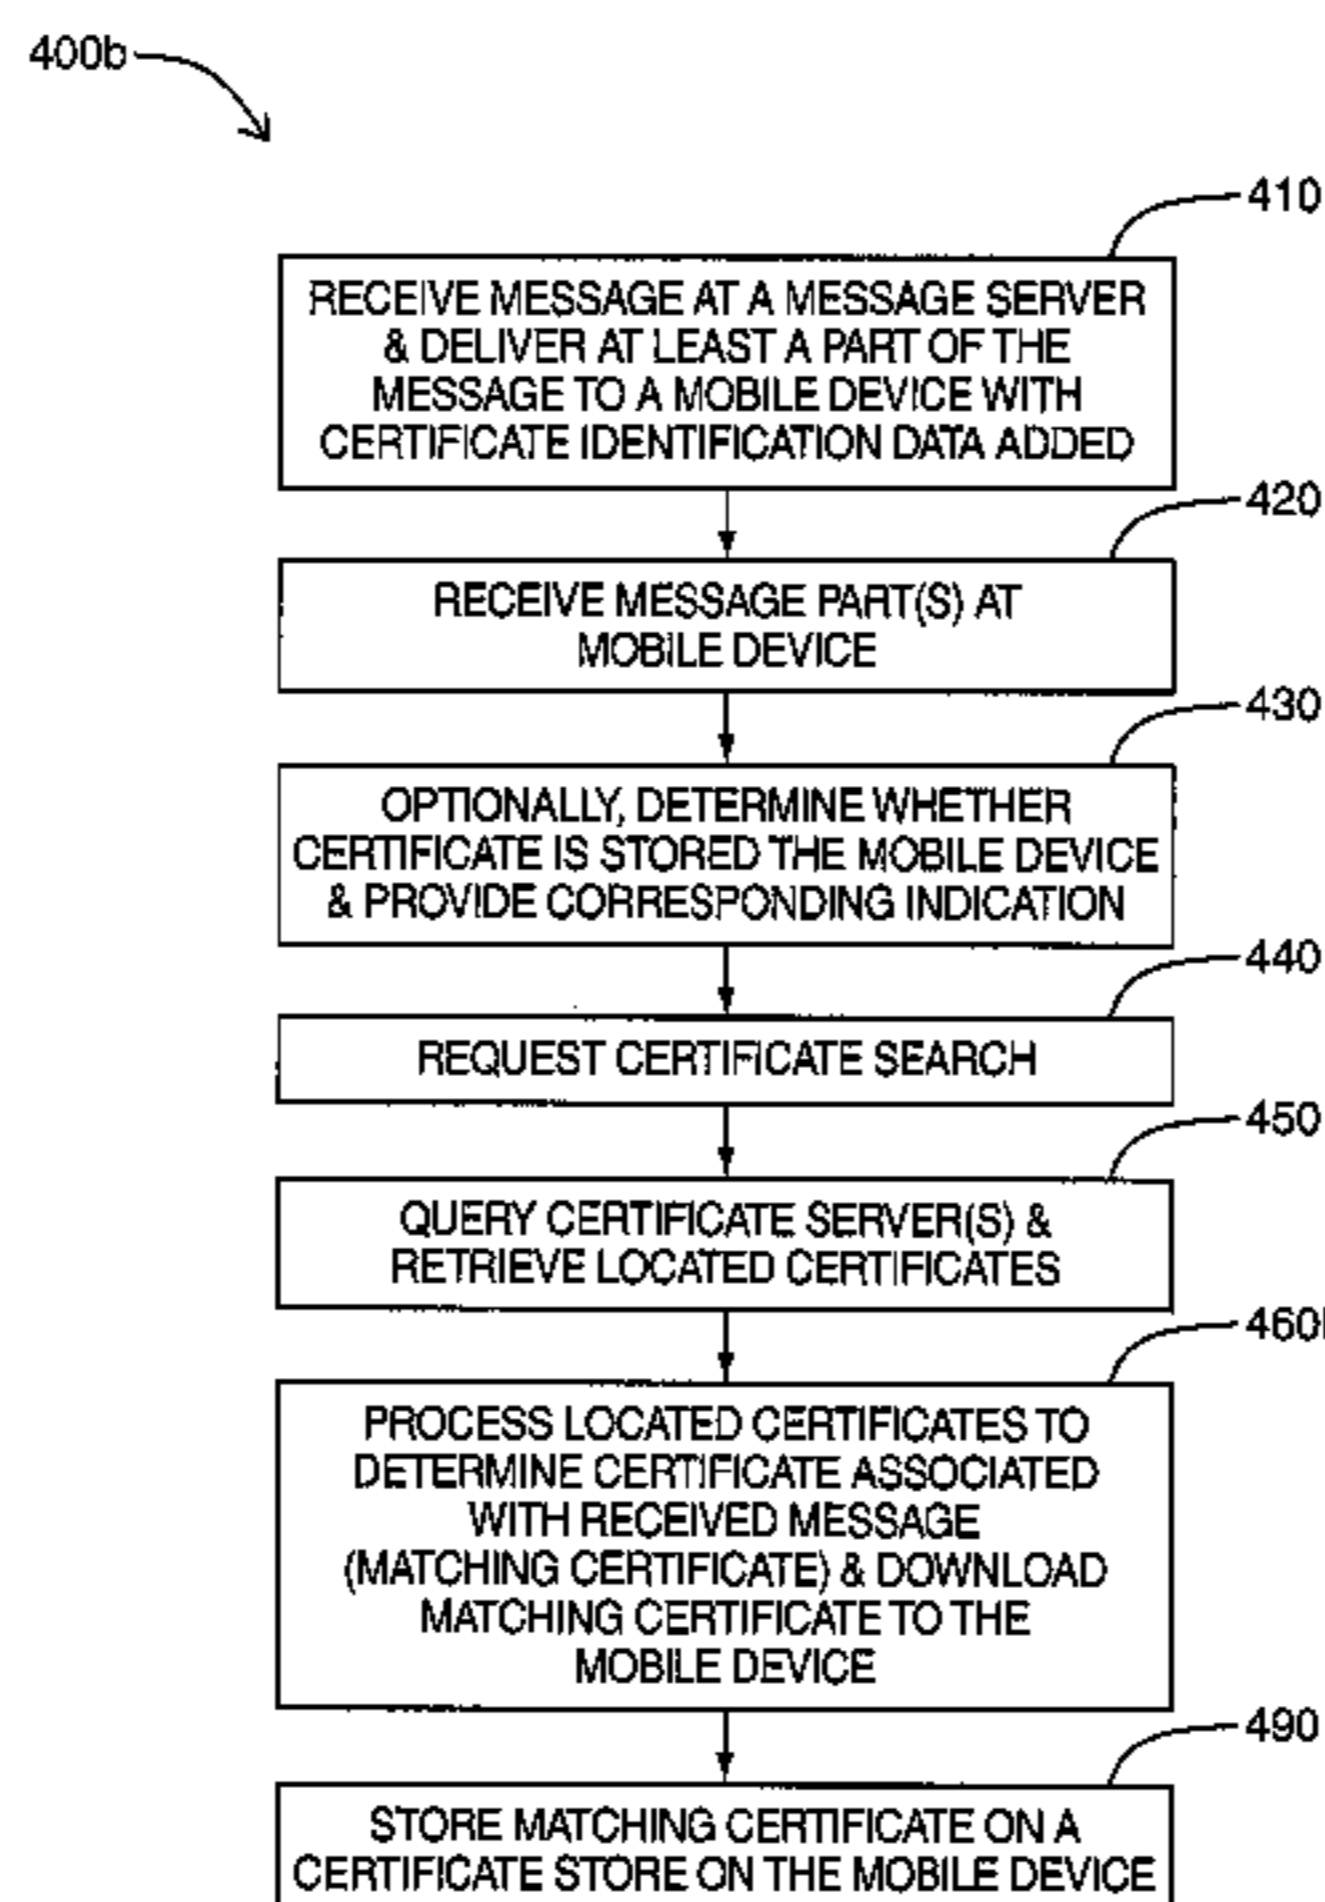 400b
410
RECEIVE MESSAGE AT A MESSAGE SERVER
& DELIVER AT LEAST A PART OF THE
MESSAGE TO A MOBILE DEVICE WITH
CERTIFICATE IDENTIFICATION DATA ADDED
420
RECEIVE MESSAGE PART(S) AT
MOBILE DEVICE
430
OPTIONALLY, DETERMINE WHETHER
CERTIFICATE IS STORED THE MOBILE DEVICE
& PROVIDE CORRESPONDING INDICATION
440
REQUEST CERTIFICATE SEARCH
450
QUERY CERTIFICATE SERVER(S) &
RETRIEVE LOCATED CERTIFICATES
460
PROCESS LOCATED CERTIFICATES TO
DETERMINE CERTIFICATE ASSOCIATED
WITH RECEIVED MESSAGE
(MATCHING CERTIFICATE) & DOWNLOAD
MATCHING CERTIFICATE TO THE
MOBILE DEVICE
490
STORE MATCHING CERTIFICATE ON A
CERTIFICATE STORE ON THE MOBILE DEVICE